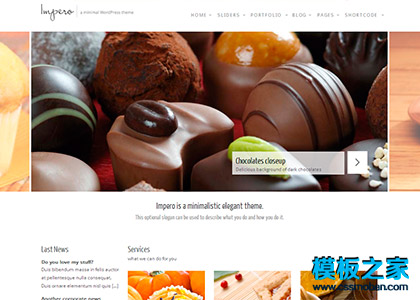 Impero
a minimal WordPress theme
HOME
SLIDERS
PORTFOLIO
BLOG
PAGES
SHORTCODE
Chocolates closeup
Delicious background of dark chocolates
Impero is a minimalistic elegant theme.
This optional slogan can be used to describe what you do and how you do it.
Last News
Do you love my stuff?
Duis bibendum massa in felis auctor
at pellentesque nulla consequat.
Duis ornare elementum nisl quis [...]
Another corporate news
Services
what we can do for you
模板之家
www.cssmoban.com